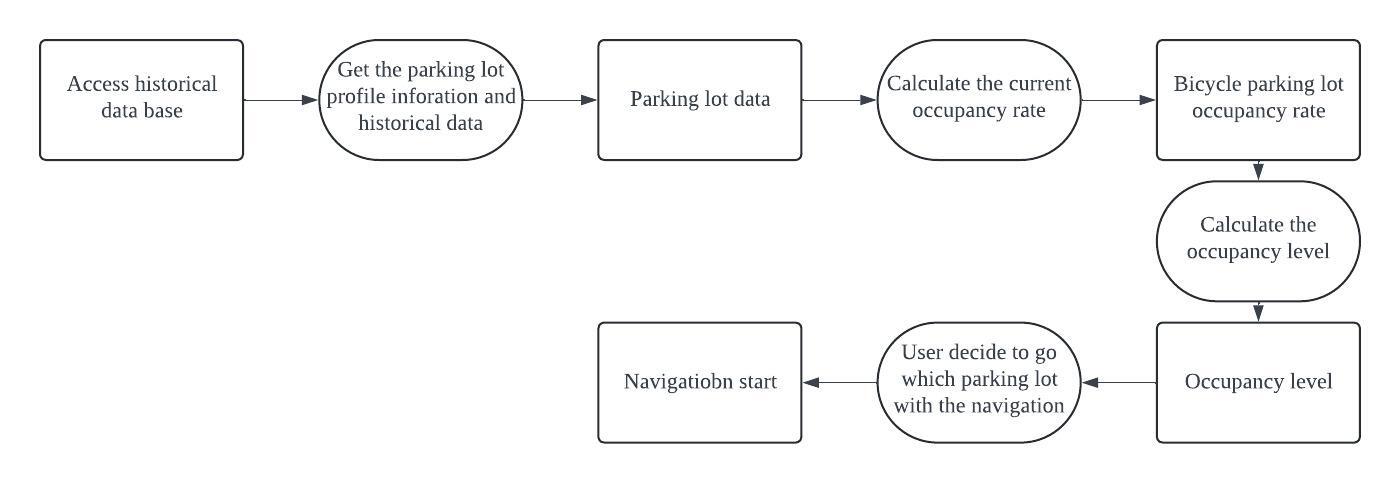 Access historical
data base
Get the parking lot
profile inforation and
historical data
Parking lot data
Calculate the current
occupancy rate
Bicycle parking lot
occupancy rate
Calculate the
occupancy level
Occupancy level
User decide to go
which parking lot
with the navigation
Navigatiobn start